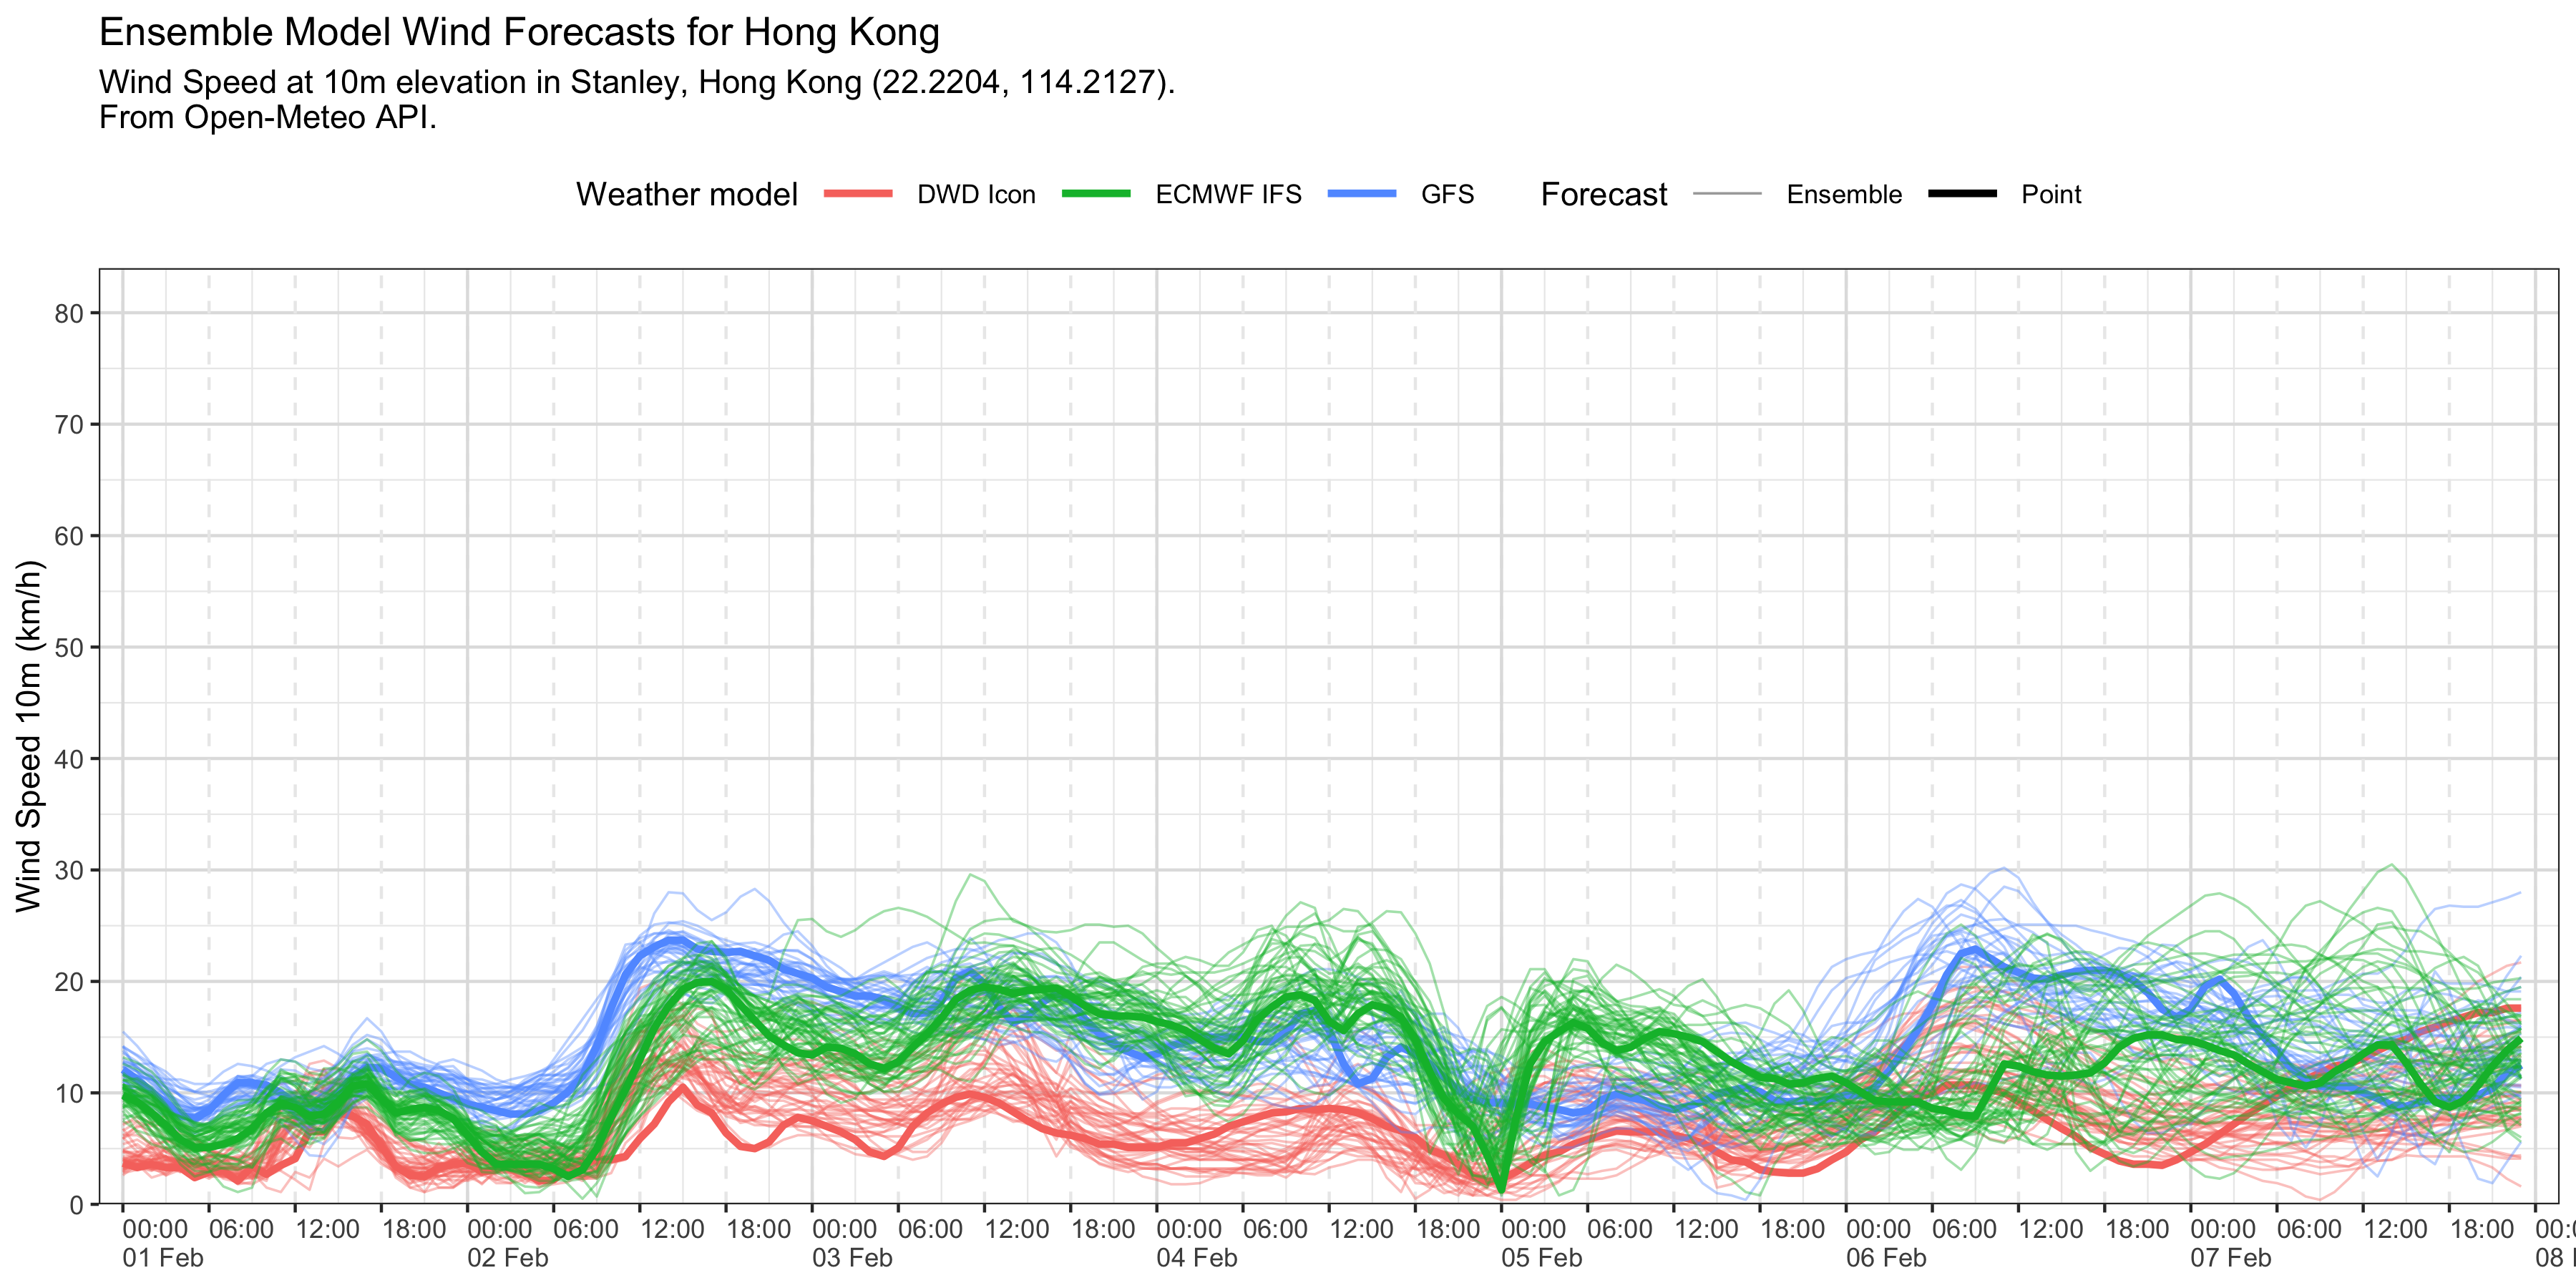 Ensemble Model Wind Forecasts for Hong Kong
Wind Speed at 10m elevation in Stanley, Hong Kong (22.2204, 114.2127).
From Open-Meteo API.
Weather model DWD Icon ECMWF IFS GFS Forecast Ensemble Point
Wind Speed 10m (km/h)
80
70
60
50
40
30
20
10
0
00:00 06:00 12:00 18:00 00:00 06:00 12:00 18:00 00:00 06:00 12:00 18:00 00:00 06:00 12:00 18:00 00:00 06:00 12:00 18:00 00:00 06:00 12:00 18:00 00:00 06:00 12:00 18:00 00:0
01 Feb 02 Feb 03 Feb 04 Feb 05 Feb 06 Feb 07 Feb 08